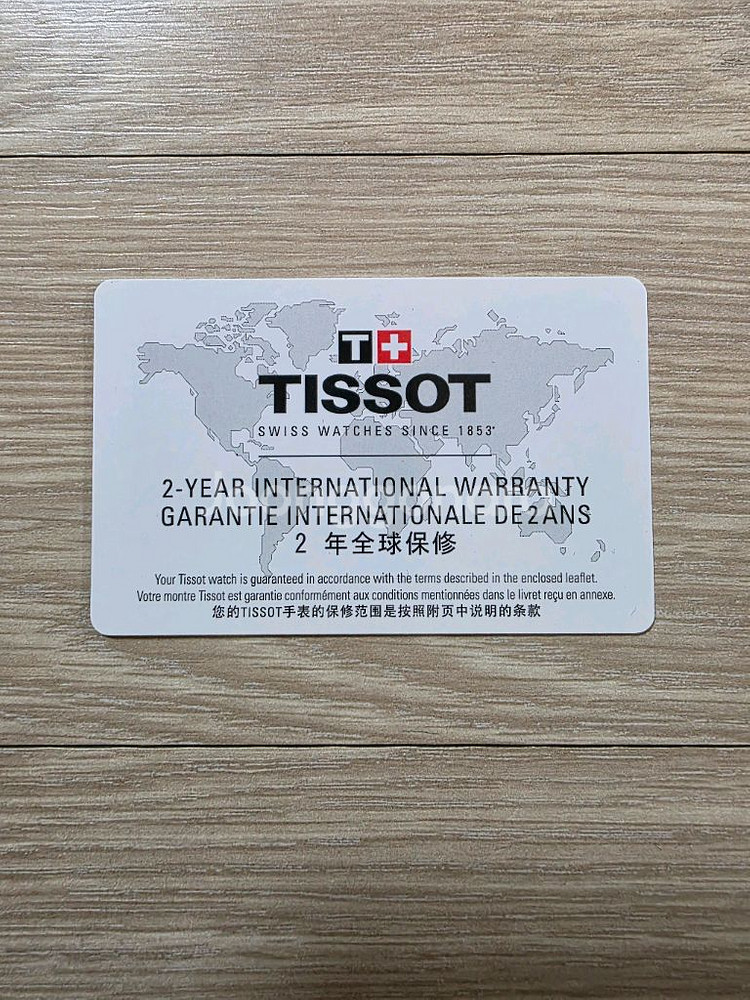 T+
TISSOT
SWISS WATCHES SINCE 1853
2-YEAR INTERNATIONAL WARRANTY
GARANTIE INTERNATIONALE DE 2 ANS
2 年全球保修
Your Tissot watch is guaranteed in accordance with the terms described in the enclosed leaflet.
Votre montre Tissot est garantie conformément aux conditions mentionnées dans le livret reçu en annexe.
您的TISSOT手表的保修范围是按照附页中说明的条款